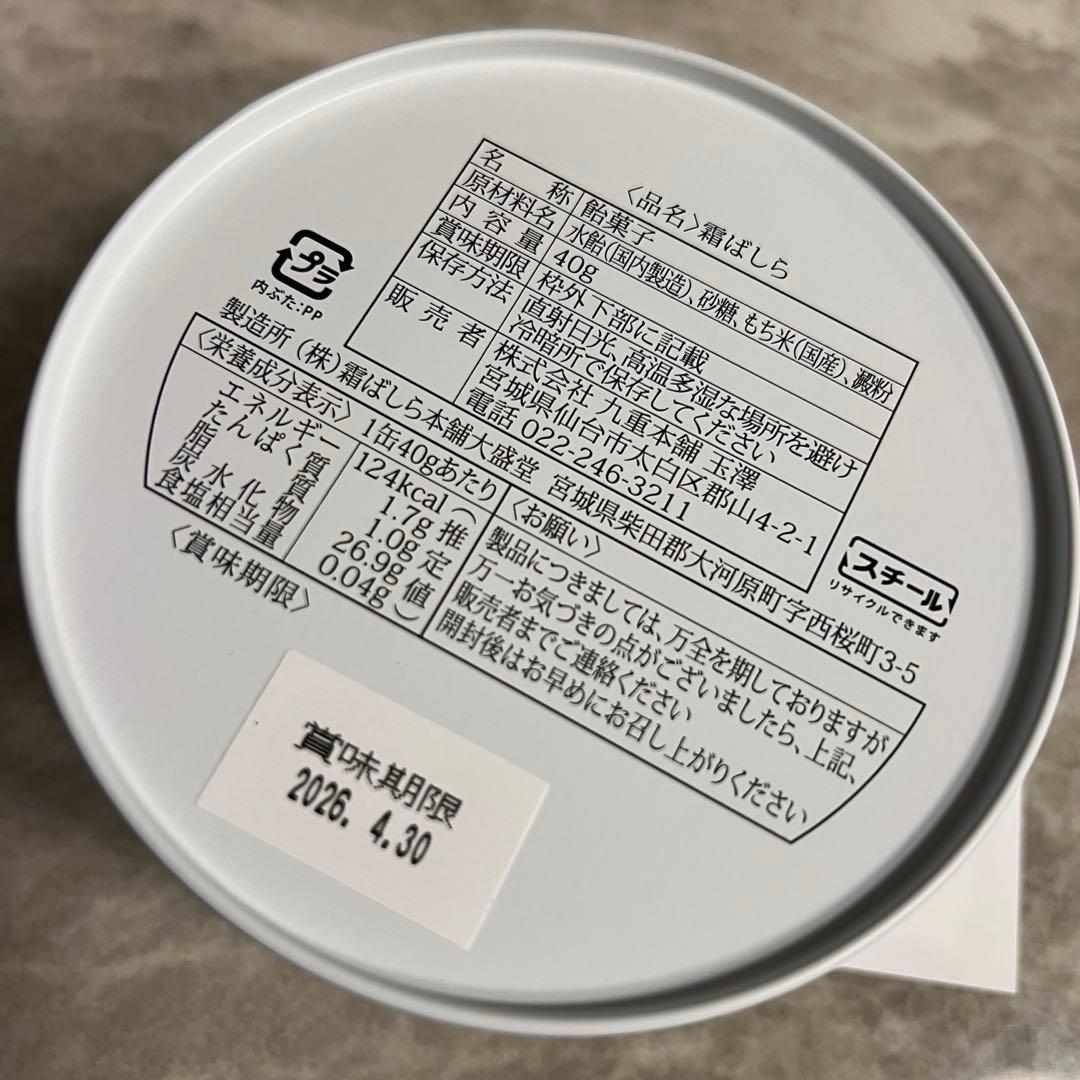 〈品名〉霜ばしら
名称 飴菓子
原材料名 水飴(国内製造)、砂糖、もち米(国産)、澱粉
内容量 40g
賞味期限 枠外下部に記載
保存方法 直射日光、高温多湿な場所を避け
冷暗所で保存してください
販売者 株式会社 九重本舗 玉澤
宮城県仙台市太白区郡山4-2-1
電話 022-246-3211
製造所 (株)霜ばしら本舗大盛堂 宮城県柴田郡大河原町字西桜町3-5
プラ
内ぶた:PP
〈栄養成分表示〉 1缶40gあたり
エネルギー 124kcal
たんぱく質 1.7g
脂質 1.0g
炭水化物 26.9g
食塩相当量 0.04g
(推定値)
〈お願い〉
製品につきましては、万全を期しておりますが
万一お気づきの点がございましたら、上記、
販売者までご連絡ください
開封後はお早めにお召し上がりください
スチール
リサイクルできます
〈賞味期限〉
賞味期限
2026. 4.30